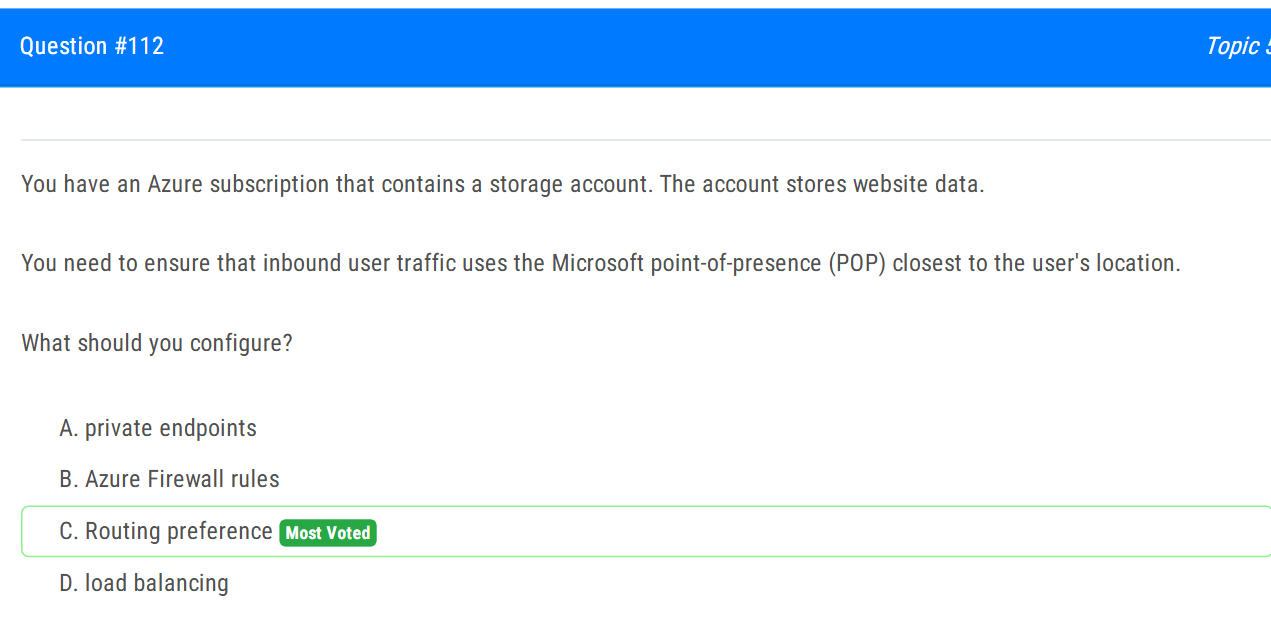 Question #112
Topic
You have an Azure subscription that contains a storage account. The account stores website data.
You need to ensure that inbound user traffic uses the Microsoft point-of-presence (POP) closest to the user's location.
What should you configure?
A. private endpoints
B. Azure Firewall rules
C. Routing preference Most Voted
D. load balancing